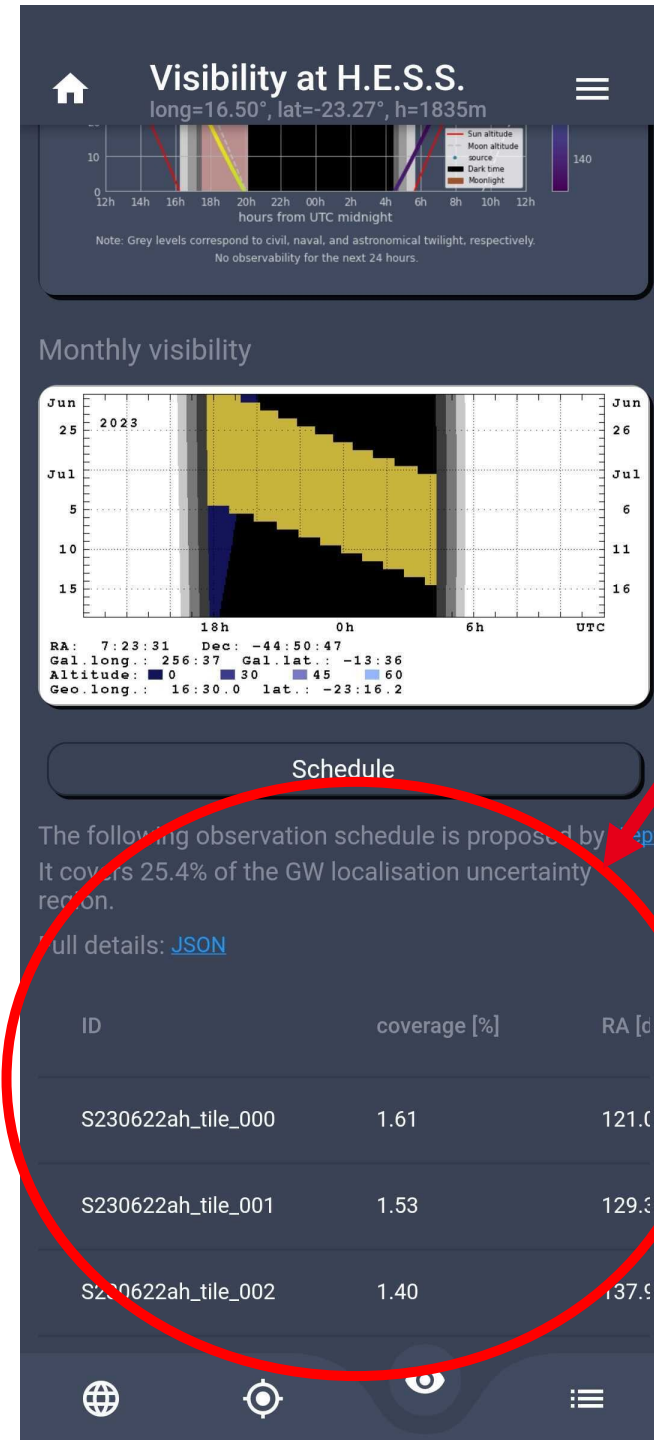 Visibility at H.E.S.S.
long=16.50°, lat=-23.27°, h=1835m
10
0
Sun altitude
Moon altitude
source
Dark time
Moonlight
140
12h 14h 16h 18h 20h 22h 00h 2h 4h 6h 8h 10h 12h
hours from UTC midnight
Note: Grey levels correspond to civil, naval, and astronomical twilight, respectively.
No observability for the next 24 hours.
Monthly visibility
Jun Jun
2023
25 26
Jul Jul
5 6
10 11
15 16
18h 0h 6h UTC
RA: 7:23:31 Dec: -44:50:47
Gal.long.: 256:37 Gal.lat.: -13:36
Altitude: 0 30 45 60
Geo.long.: 16:30.0 lat.: -23:16.2
Schedule
The following observation schedule is proposed by
It covers 25.4% of the GW localisation uncertainty
region.
Full details: JSON
ID coverage [%] RA [d
S230622ah_tile_000 1.61 121.0
S230622ah_tile_001 1.53 129.3
S230622ah_tile_002 1.40 137.9